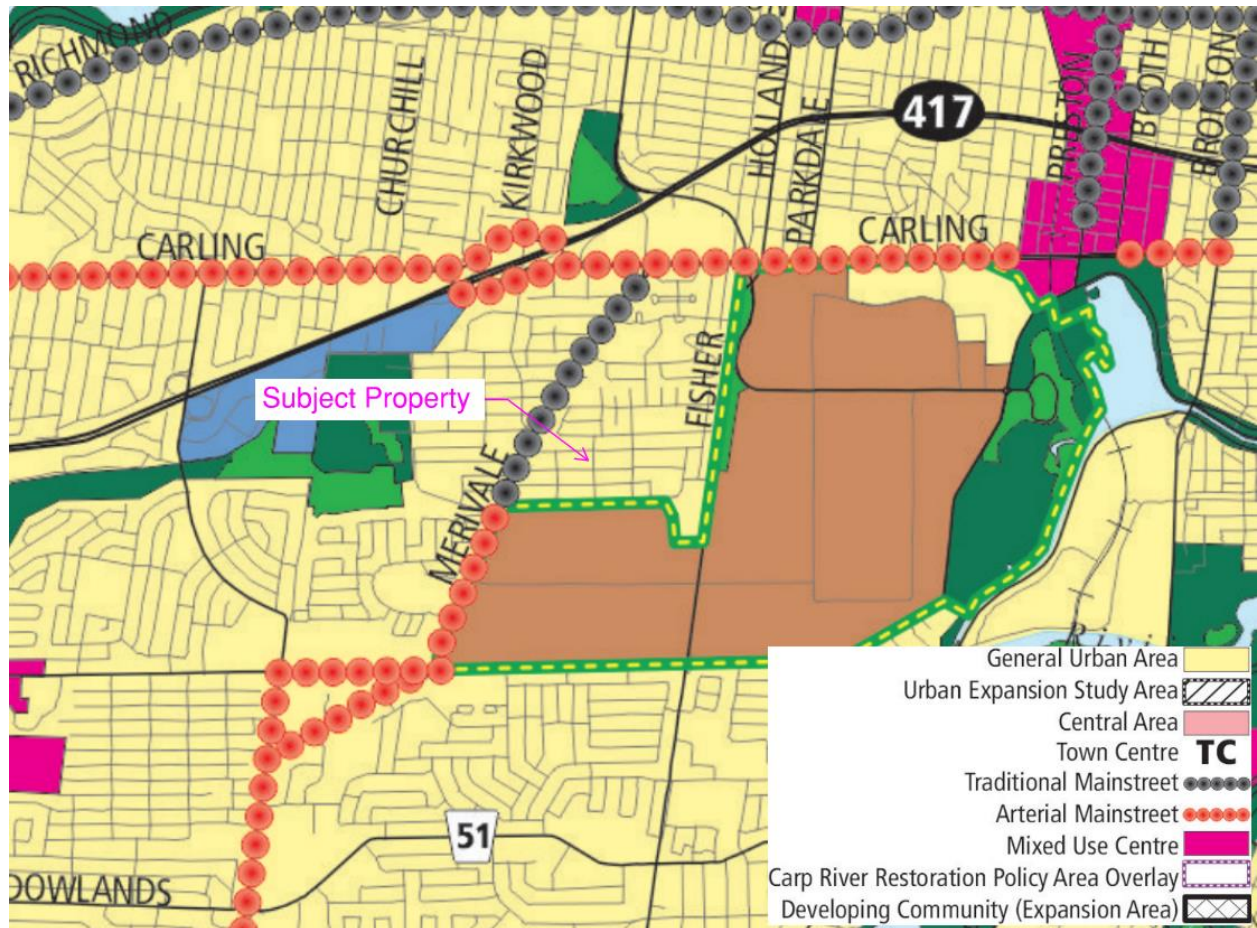 RICHMOND
CHURCHILL
KIRKWOOD
HOLLAND
PARKDALE
417
PRESTON
BOOTH
BRONSON
CARLING
CARLING
Subject Property
FISHER
MERIVALE
51
DOWLANDS
General Urban Area
Urban Expansion Study Area
Central Area
Town Centre TC
Traditional Mainstreet
Arterial Mainstreet
Mixed Use Centre
Carp River Restoration Policy Area Overlay
Developing Community (Expansion Area)